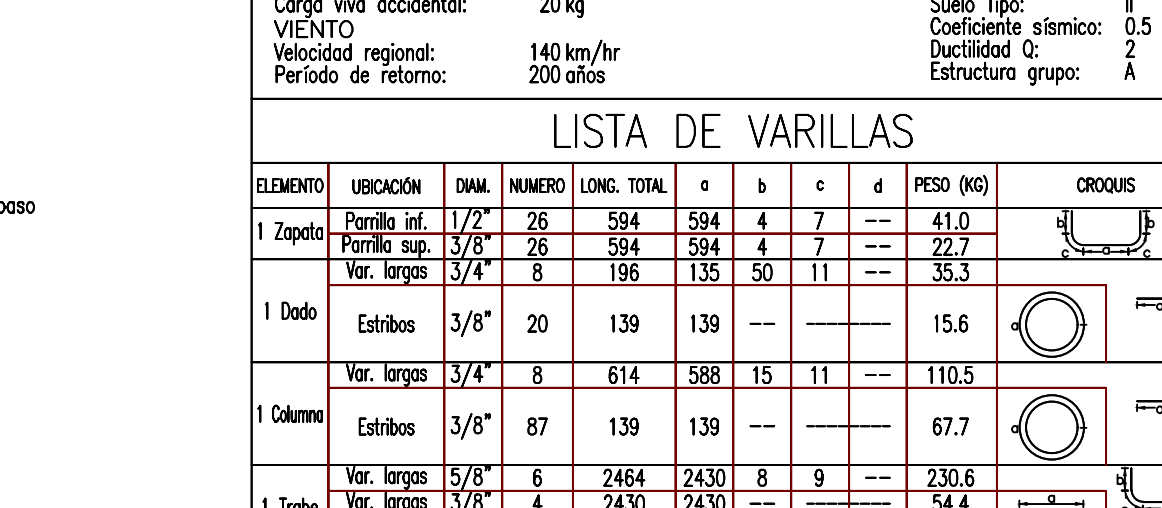 Carga viva accidental: 20 kg Suelo Tipo: II
VIENTO Coeficiente sísmico: 0.5
Velocidad regional: 140 km/hr Ductilidad Q: 2
Período de retorno: 200 años Estructura grupo: A
LISTA DE VARILLAS
ELEMENTO UBICACIÓN DIAM. NUMERO LONG. TOTAL a b c d PESO (KG) CROQUIS
paso
1 Zapata Parrilla inf. 1/2" 26 594 594 4 7 -- 41.0 b b
Parrilla sup. 3/8" 26 594 594 4 7 -- 22.7 c a c
1 Dado Var. largas 3/4" 8 196 135 50 11 -- 35.3
Estribos 3/8" 20 139 139 -- -- -- 15.6 a
1 Columna Var. largas 3/4" 8 614 588 15 11 -- 110.5
Estribos 3/8" 87 139 139 -- -- -- 67.7 a
1 Trabe Var. largas 5/8" 6 2464 2430 8 9 -- 230.6 b
Var. largas 3/8" 4 2430 2430 -- -- -- 54.4 a